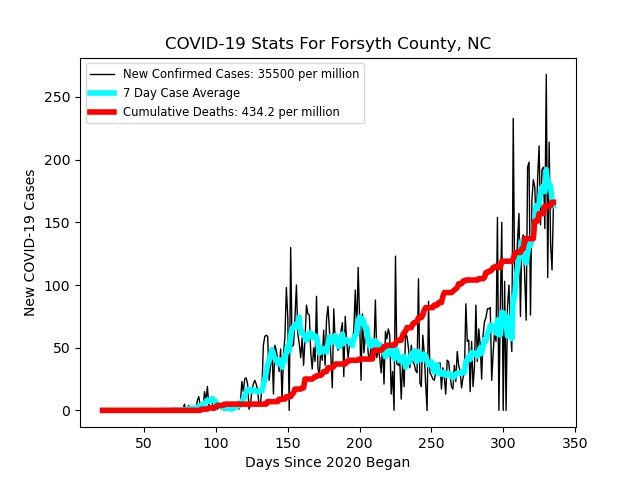 COVID-19 Stats For Forsyth County, NC
New Confirmed Cases: 35500 per million
7 Day Case Average
Cumulative Deaths: 434.2 per million
New COVID-19 Cases
250
200
150
100
50
0
50 100 150 200 250 300 350
Days Since 2020 Began